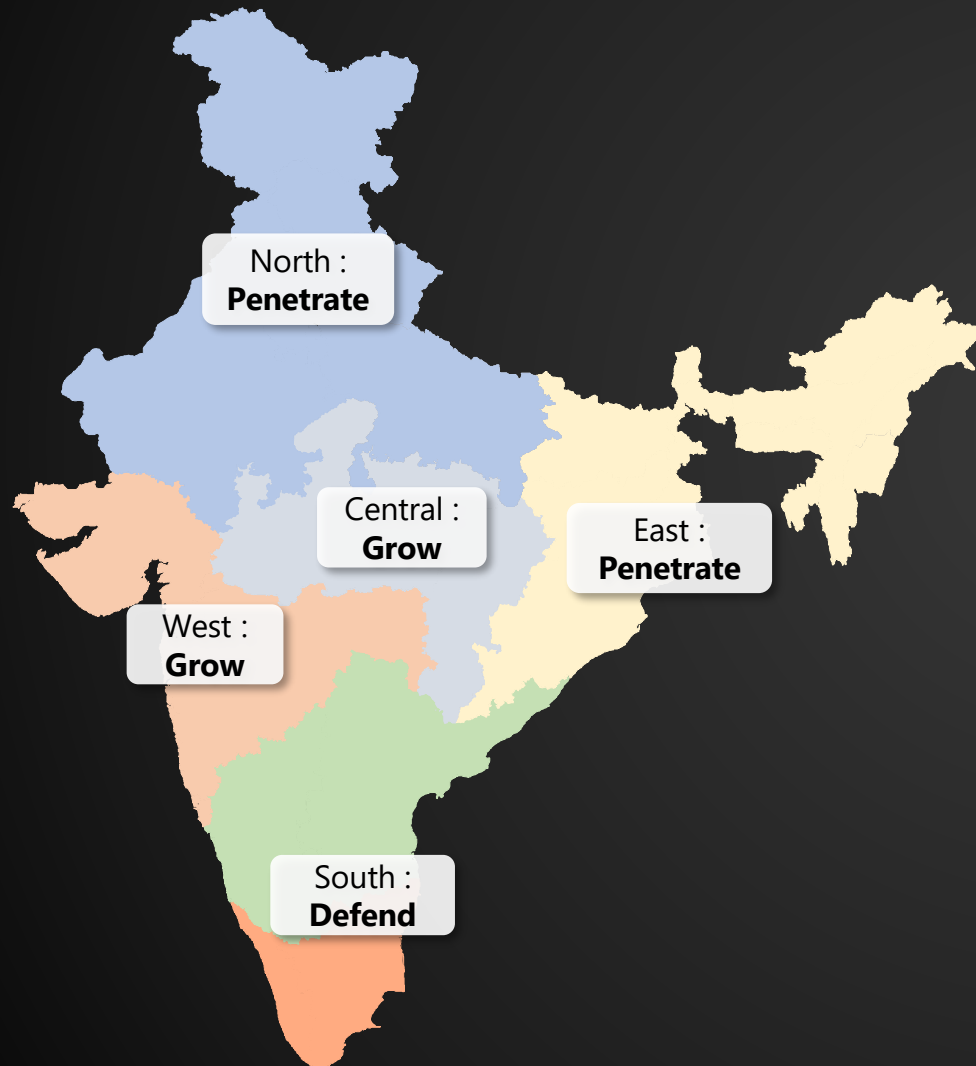 North :
Penetrate
Central :
Grow
East :
Penetrate
West :
Grow
South :
Defend